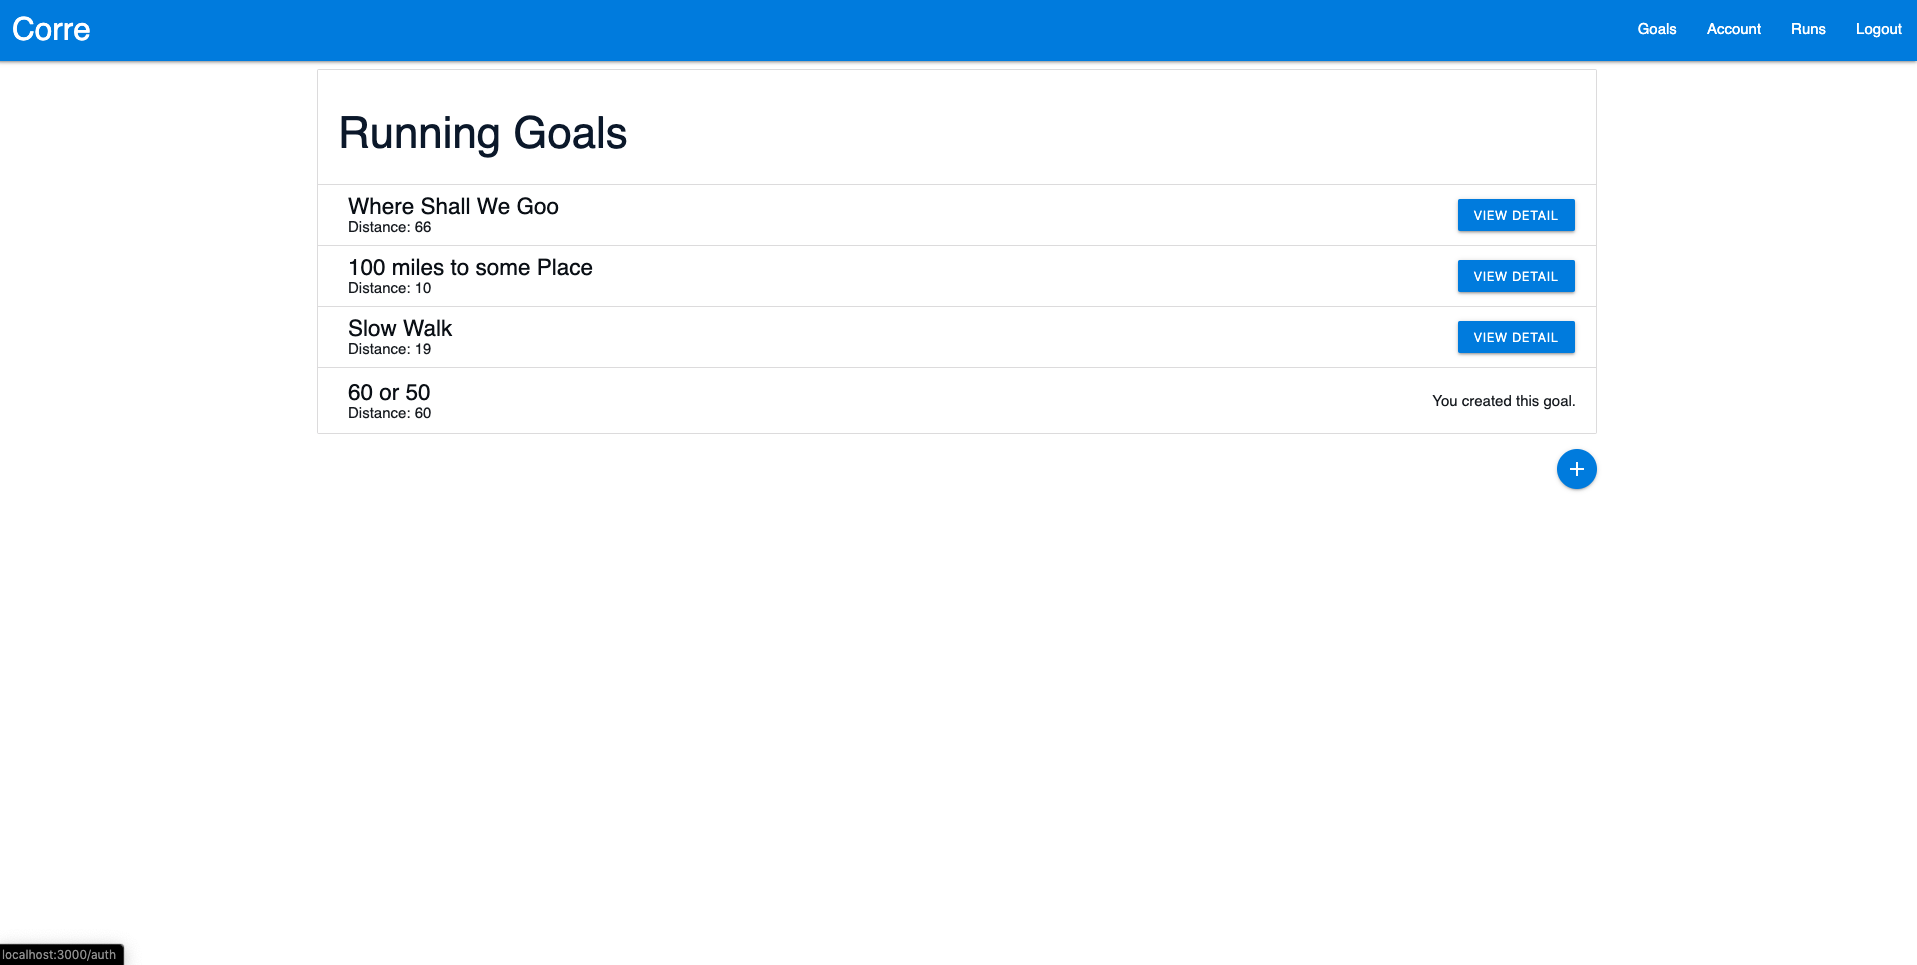 Corre
Goals Account Runs Logout
Running Goals
Where Shall We Goo
Distance: 66
VIEW DETAIL
100 miles to some Place
Distance: 10
VIEW DETAIL
Slow Walk
Distance: 19
VIEW DETAIL
60 or 50
Distance: 60
You created this goal.
+
localhost:3000/auth